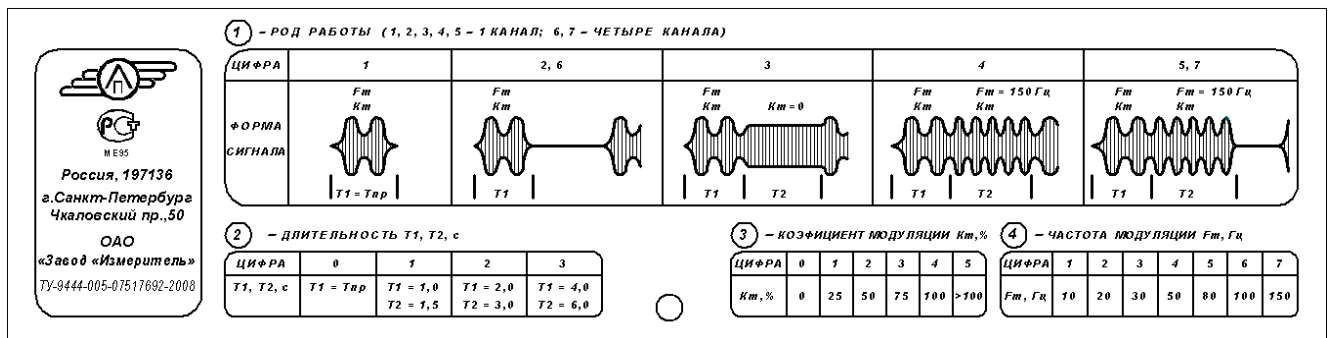 П
РСТ
МЕ95
Россия, 197136
г.Санкт-Петербург
Чкаловский пр.,50
ОАО
«Завод «Измеритель»
ТУ-9444-005-07517692-2008
1 – РОД РАБОТЫ (1, 2, 3, 4, 5 – 1 КАНАЛ; 6, 7 – ЧЕТЫРЕ КАНАЛА)
ЦИФРА 1 2, 6 3 4 5, 7
ФОРМА
СИГНАЛА
Fm
Km
T1 = Tпр
Fm
Km
T1
Fm
Km Km = 0
T1 T2
Fm Fm = 150 Гц
Km Km
T1 T2
Fm Fm = 150 Гц
Km Km
T1 T2
2 – ДЛИТЕЛЬНОСТЬ T1, T2, с
ЦИФРА 0 1 2 3
T1, T2, с T1 = Tпр T1 = 1,0 T1 = 2,0 T1 = 4,0
T2 = 1,5 T2 = 3,0 T2 = 6,0
3 – КОЭФИЦИЕНТ МОДУЛЯЦИИ Km,%
ЦИФРА 0 1 2 3 4 5
Km,% 0 25 50 75 100 >100
4 – ЧАСТОТА МОДУЛЯЦИИ Fm, Гц
ЦИФРА 1 2 3 4 5 6 7
Fm, Гц 10 20 30 50 80 100 150